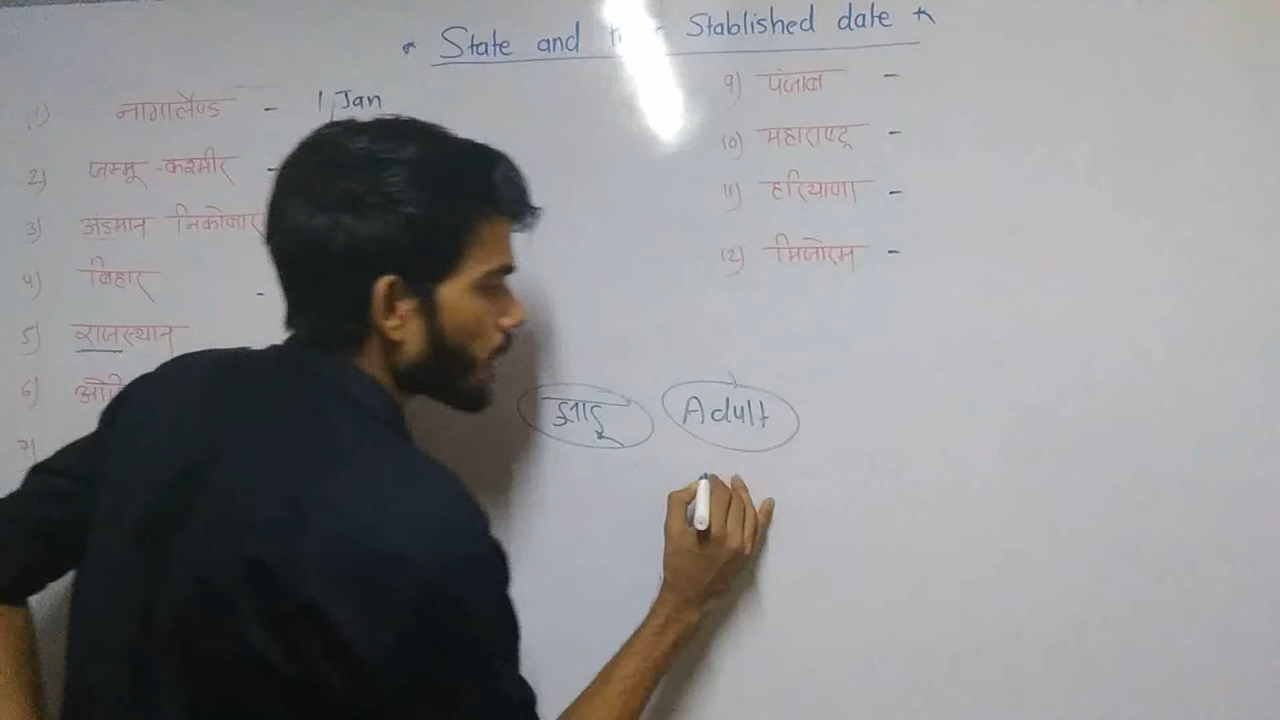 * State and Stablished date *
1) नागालैण्ड - 1 Jan
2) जम्मू-कश्मीर -
3) अंडमान निकोबार
4) बिहार -
5) राजस्थान
6)
7)
9) पंजाब -
10) महाराष्ट्र -
11) हरियाणा -
12) मिजोरम -
झाडू Adult